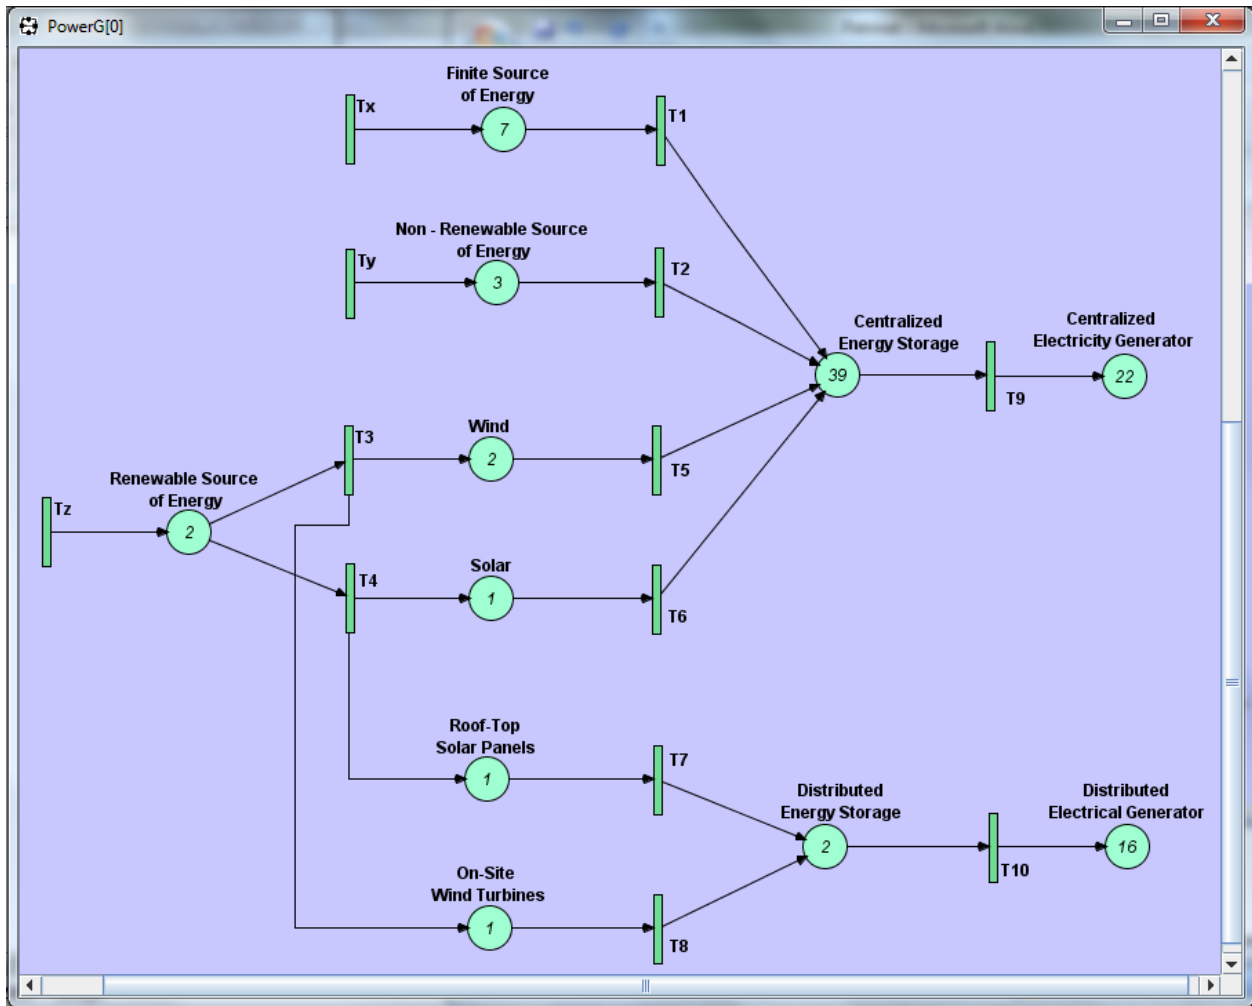 PowerG[0]
Finite Source
of Energy
Tx
7
T1
Non - Renewable Source
of Energy
Ty
3
T2
Centralized
Energy Storage
39
Centralized
Electricity Generator
22
T9
T3
Wind
2
T5
Renewable Source
of Energy
Tz
2
T4
Solar
1
T6
Roof-Top
Solar Panels
1
T7
Distributed
Energy Storage
2
Distributed
Electrical Generator
16
T10
On-Site
Wind Turbines
1
T8